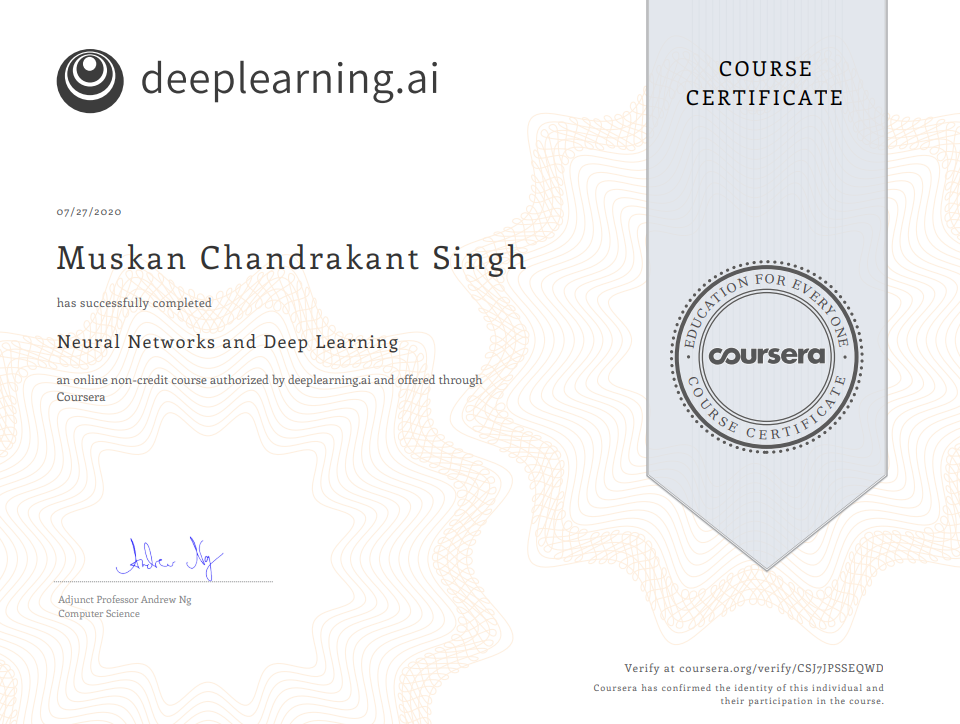 deeplearning.ai
COURSE
CERTIFICATE
07/27/2020
Muskan Chandrakant Singh
has successfully completed
Neural Networks and Deep Learning
an online non-credit course authorized by deeplearning.ai and offered through
Coursera
EDUCATION FOR EVERYONE
coursera
COURSE CERTIFICATE
Andrew Ng
Adjunct Professor Andrew Ng
Computer Science
Verify at coursera.org/verify/CSJ7JPSSEQWD
Coursera has confirmed the identity of this individual and
their participation in the course.